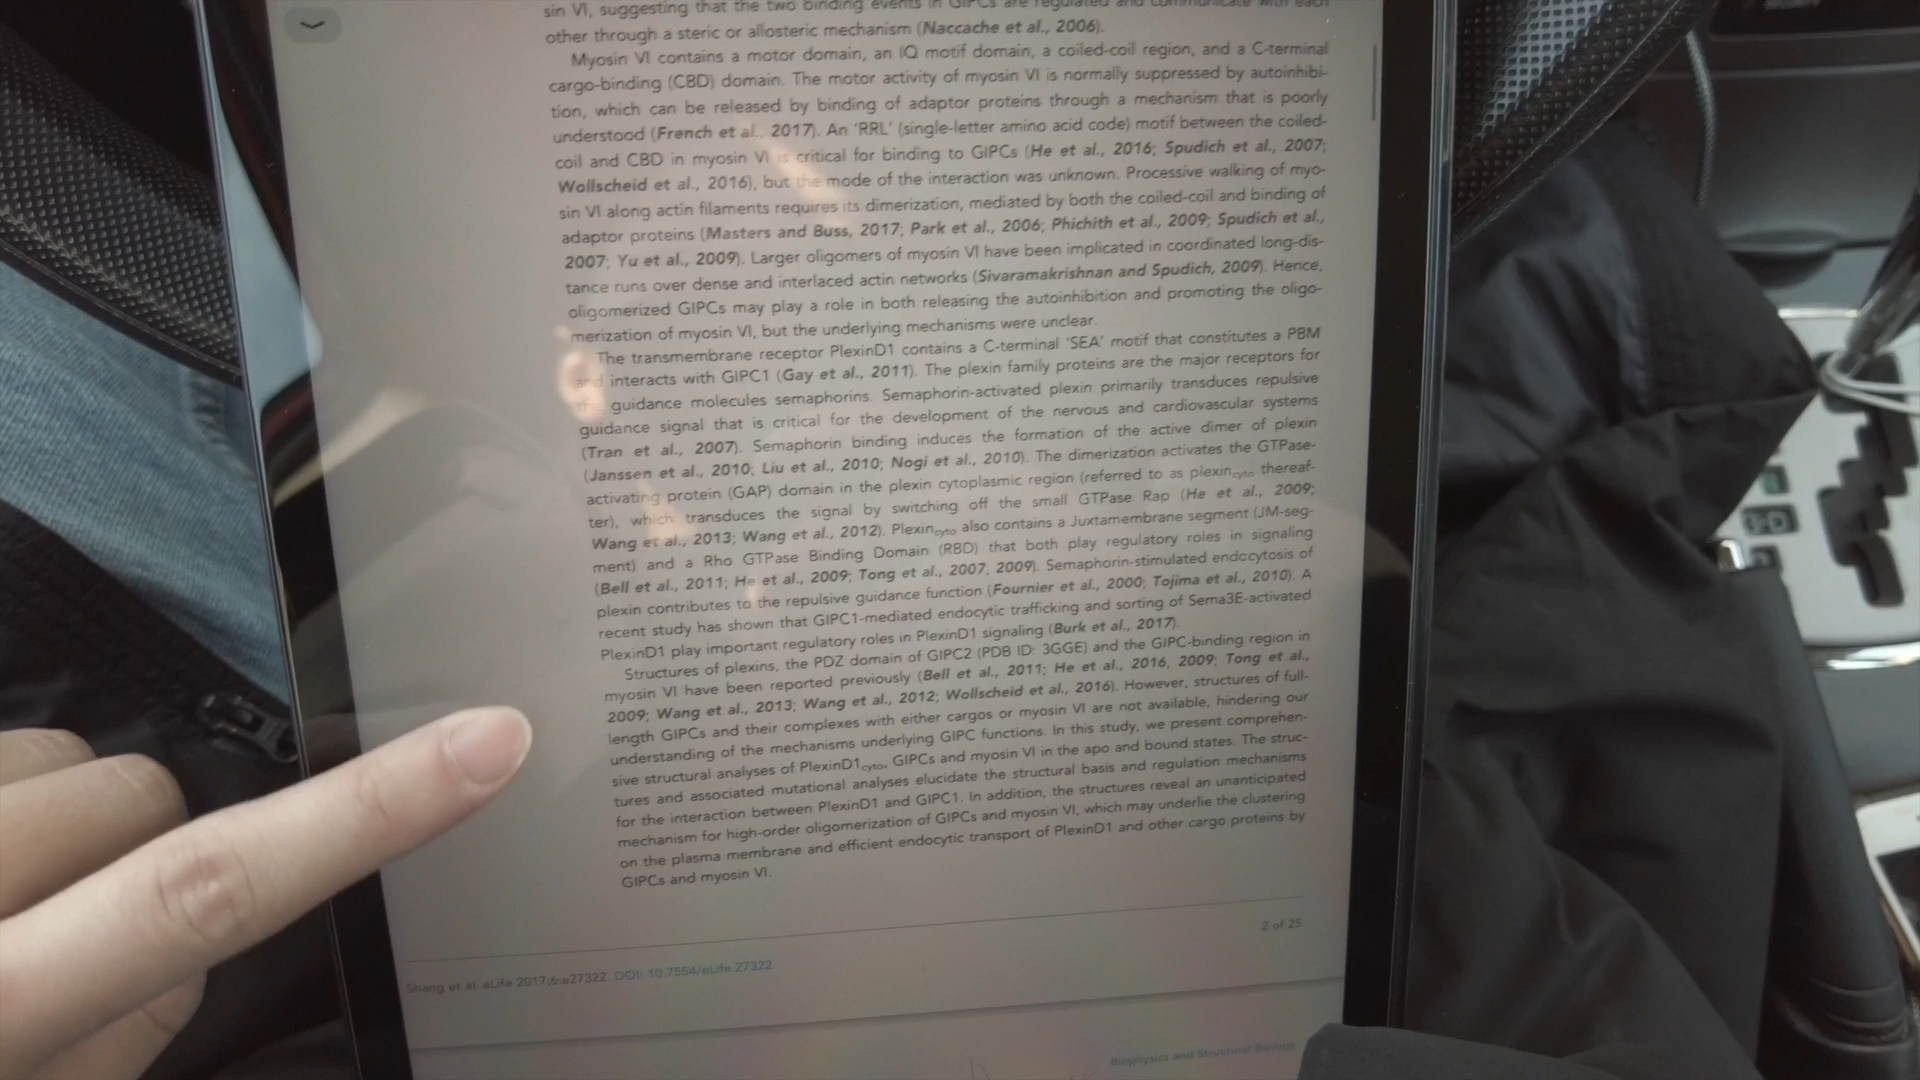 sin VI, suggesting that the two binding events in GIPCs are regulated and communicate with each
other through a steric or allosteric mechanism (Naccache et al., 2006).
Myosin VI contains a motor domain, an IQ motif domain, a coiled-coil region, and a C-terminal
cargo-binding (CBD) domain. The motor activity of myosin VI is normally suppressed by autoinhibi-
tion, which can be released by binding of adaptor proteins through a mechanism that is poorly
understood (French et al., 2017). An 'RRL' (single-letter amino acid code) motif between the coiled-
coil and CBD in myosin VI is critical for binding to GIPCs (He et al., 2016; Spudich et al., 2007;
Wollscheid et al., 2016), but the mode of the interaction was unknown. Processive walking of myo-
sin VI along actin filaments requires its dimerization, mediated by both the coiled-coil and binding of
adaptor proteins (Masters and Buss, 2017; Park et al., 2006; Phichith et al., 2009; Spudich et al.,
2007; Yu et al., 2009). Larger oligomers of myosin VI have been implicated in coordinated long-dis-
tance runs over dense and interlaced actin networks (Sivaramakrishnan and Spudich, 2009). Hence,
oligomerized GIPCs may play a role in both releasing the autoinhibition and promoting the oligo-
merization of myosin VI, but the underlying mechanisms were unclear.
The transmembrane receptor PlexinD1 contains a C-terminal 'SEA' motif that constitutes a PBM
and interacts with GIPC1 (Gay et al., 2011). The plexin family proteins are the major receptors for
the guidance molecules semaphorins. Semaphorin-activated plexin primarily transduces repulsive
guidance signal that is critical for the development of the nervous and cardiovascular systems
(Tran et al., 2007). Semaphorin binding induces the formation of the active dimer of plexin
(Janssen et al., 2010; Liu et al., 2010; Nogi et al., 2010). The dimerization activates the GTPase-
activating protein (GAP) domain in the plexin cytoplasmic region (referred to as plexincyto thereaf-
ter), which transduces the signal by switching off the small GTPase Rap (He et al., 2009;
Wang et al., 2013; Wang et al., 2012). Plexincyto also contains a Juxtamembrane segment (JM-seg-
ment) and a Rho GTPase Binding Domain (RBD) that both play regulatory roles in signaling
(Bell et al., 2011; He et al., 2009; Tong et al., 2007, 2009). Semaphorin-stimulated endocytosis of
plexin contributes to the repulsive guidance function (Fournier et al., 2000; Tojima et al., 2010). A
recent study has shown that GIPC1-mediated endocytic trafficking and sorting of Sema3E-activated
PlexinD1 play important regulatory roles in PlexinD1 signaling (Burk et al., 2017).
Structures of plexins, the PDZ domain of GIPC2 (PDB ID: 3GGE) and the GIPC-binding region in
myosin VI have been reported previously (Bell et al., 2011; He et al., 2016, 2009; Tong et al.,
2009; Wang et al., 2013; Wang et al., 2012; Wollscheid et al., 2016). However, structures of full-
length GIPCs and their complexes with either cargos or myosin VI are not available, hindering our
understanding of the mechanisms underlying GIPC functions. In this study, we present comprehen-
sive structural analyses of PlexinD1cyto, GIPCs and myosin VI in the apo and bound states. The struc-
tures and associated mutational analyses elucidate the structural basis and regulation mechanisms
for the interaction between PlexinD1 and GIPC1. In addition, the structures reveal an unanticipated
mechanism for high-order oligomerization of GIPCs and myosin VI, which may underlie the clustering
on the plasma membrane and efficient endocytic transport of PlexinD1 and other cargo proteins by
GIPCs and myosin VI.
2 of 25
Shang et al. eLife 2017;6:e27322. DOI: 10.7554/eLife.27322
Biophysics and Structural Biology